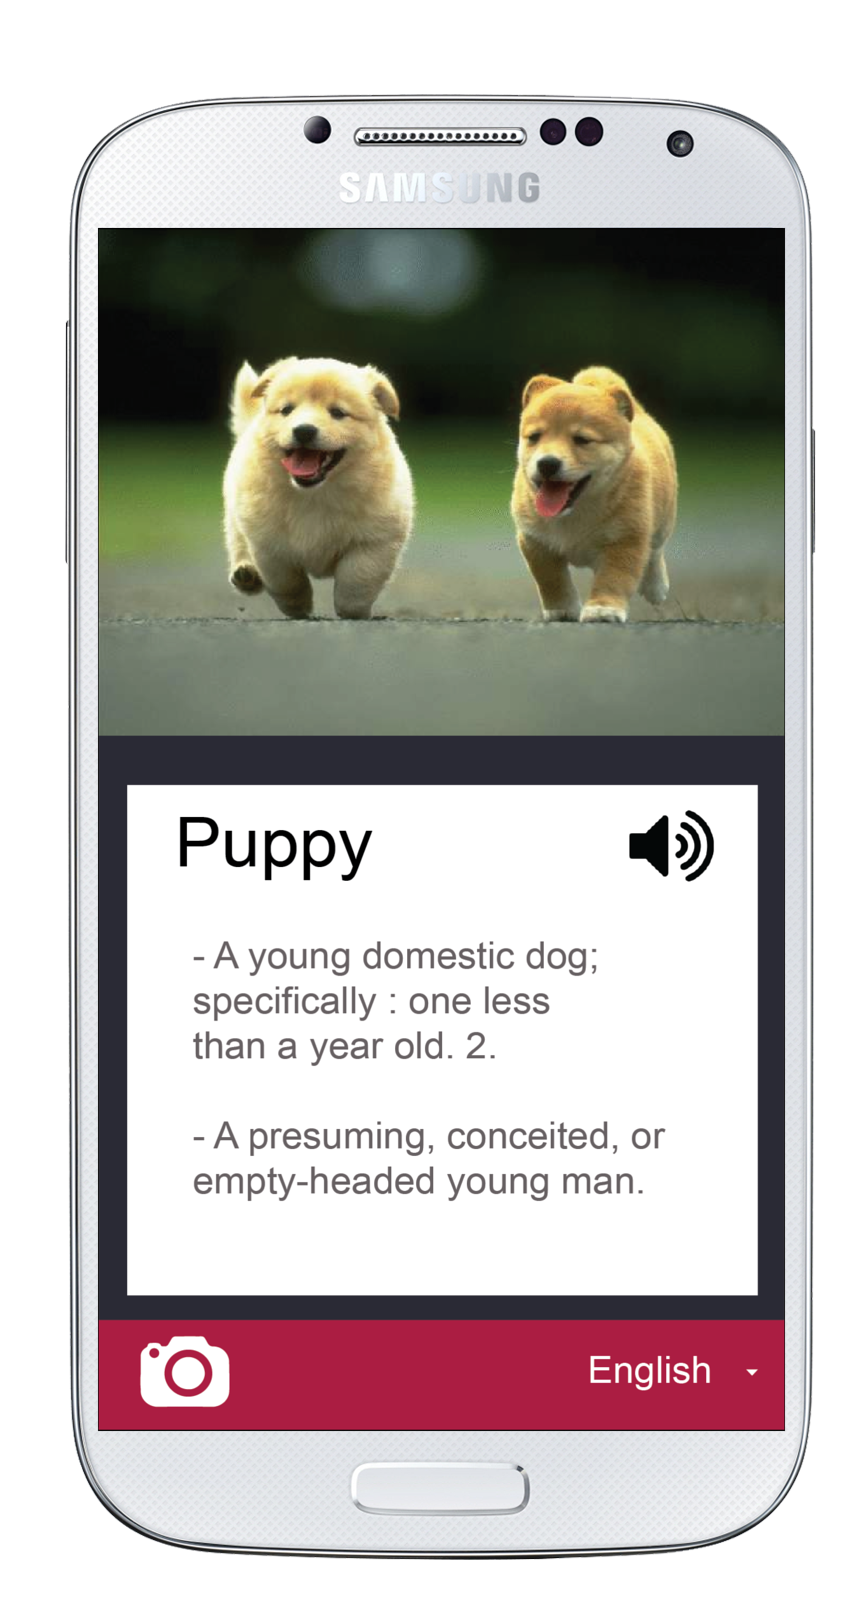 SAMSUNG
Puppy
- A young domestic dog;
specifically : one less
than a year old. 2.
- A presuming, conceited, or
empty-headed young man.
English